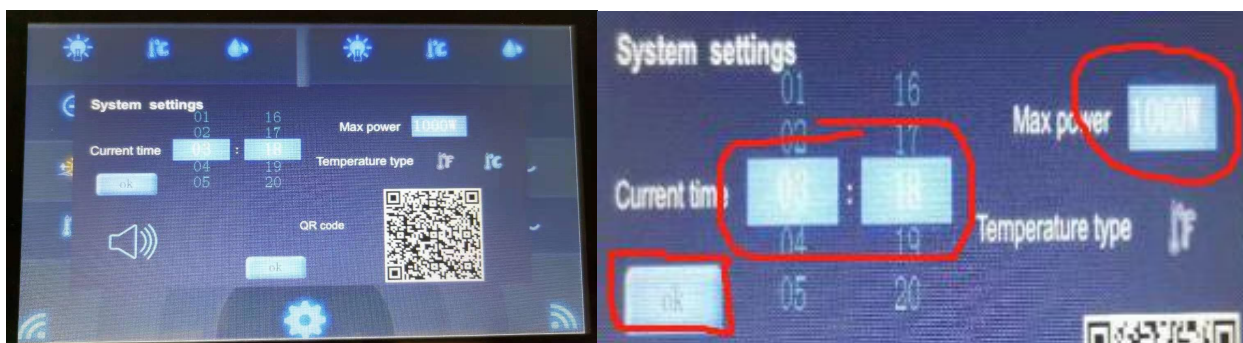 ℃
℃
System settings
01 16
02 17
Current time 03 : 18
04 19
05 20
ok
Max power 1000W
Temperature type ℉ ℃
QR code
ok
System settings
01 16
02 17
Current time 03 : 18
04 19
05 20
ok
Max power 1000W
Temperature type ℉